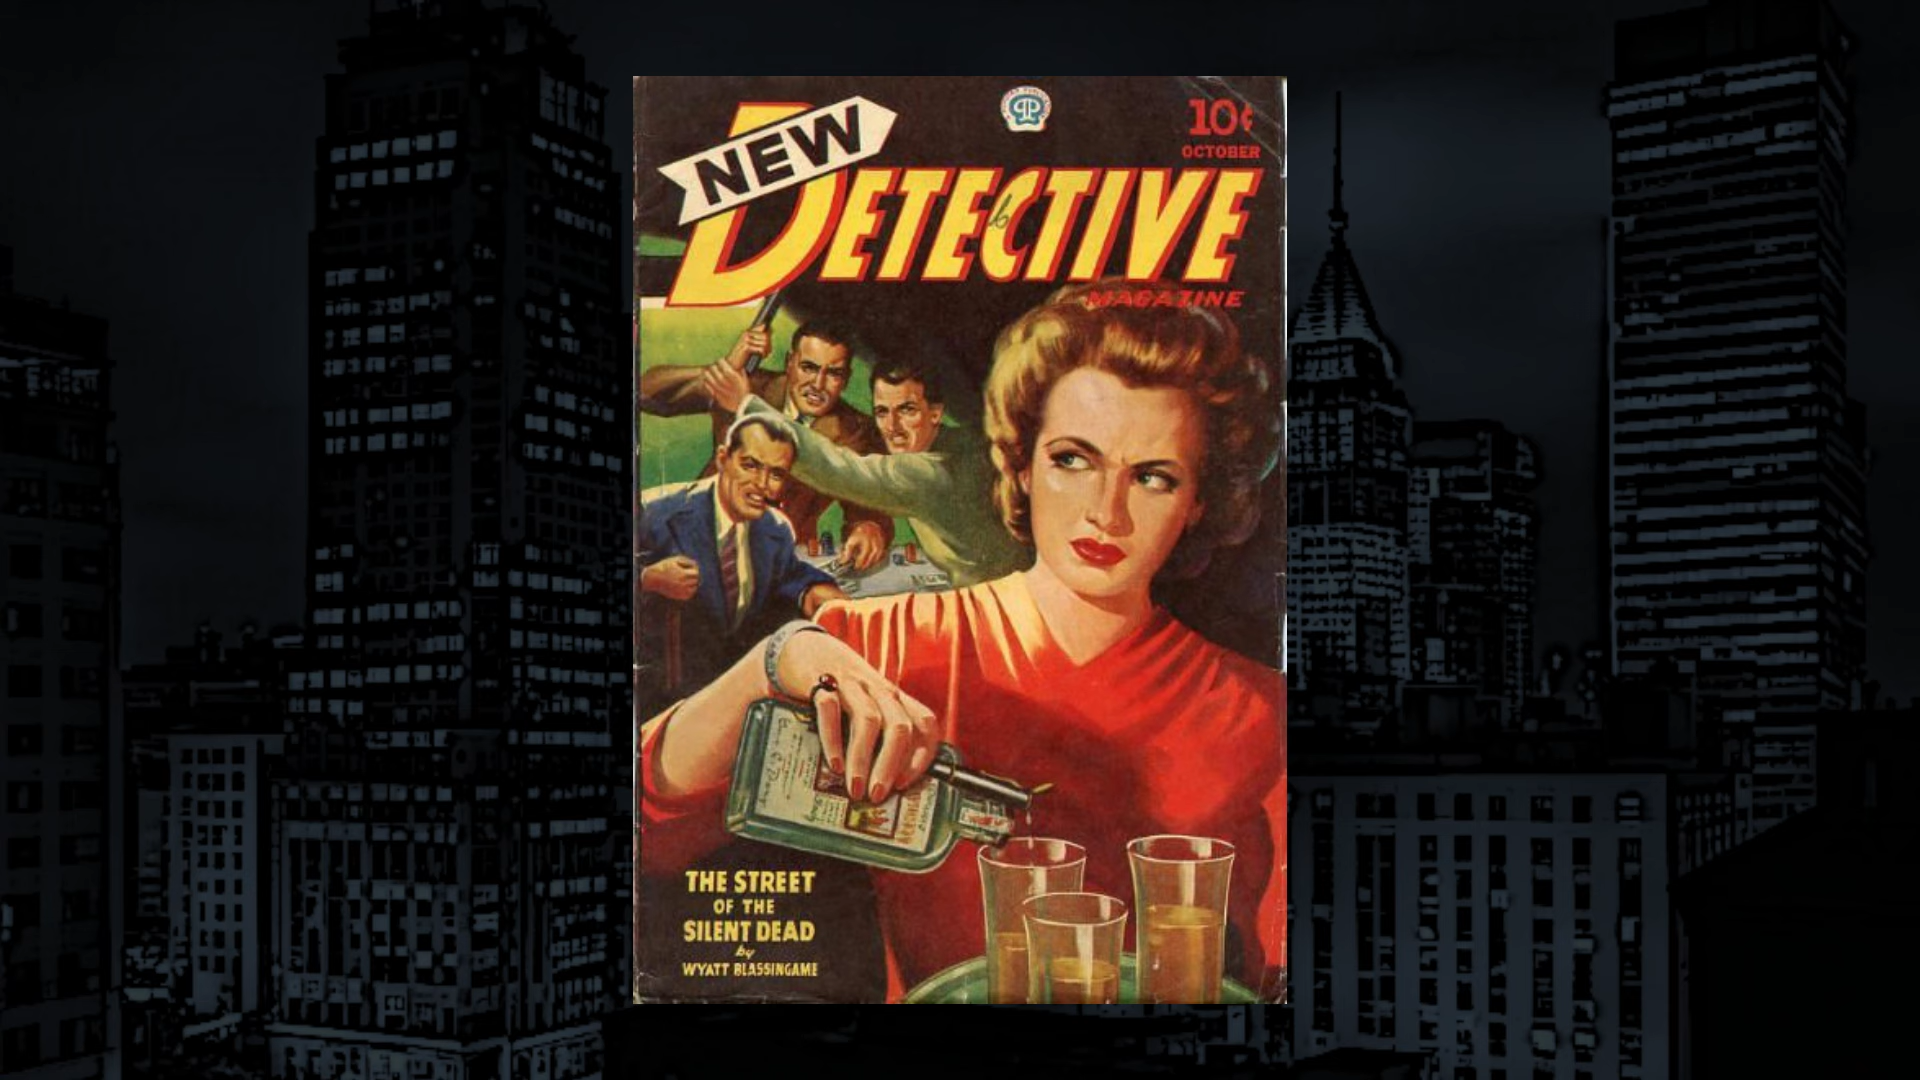 NEW
DETECTIVE
MAGAZINE
10¢
OCTOBER
THE STREET
OF THE
SILENT DEAD
by
WYATT BLASSINGAME